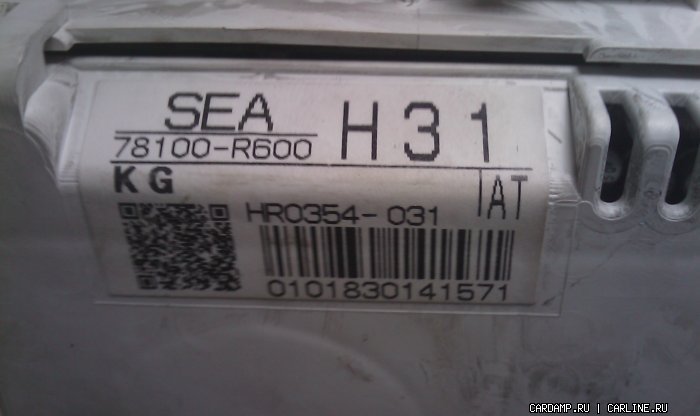 SEA H31
78100-R600
KG
AT
HR0354-031
0101830141571
CARDAMP.RU | CARLINE.RU